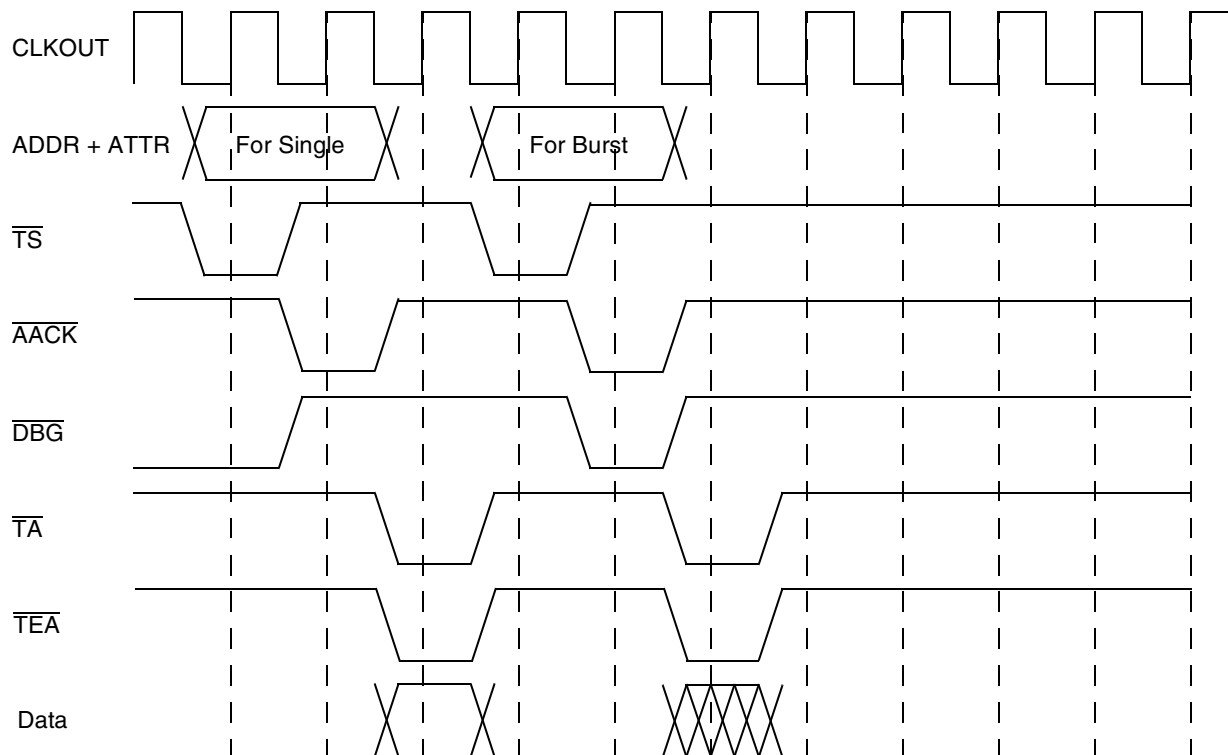 CLKOUT
ADDR + ATTR
For Single
For Burst
TS
AACK
DBG
TA
TEA
Data